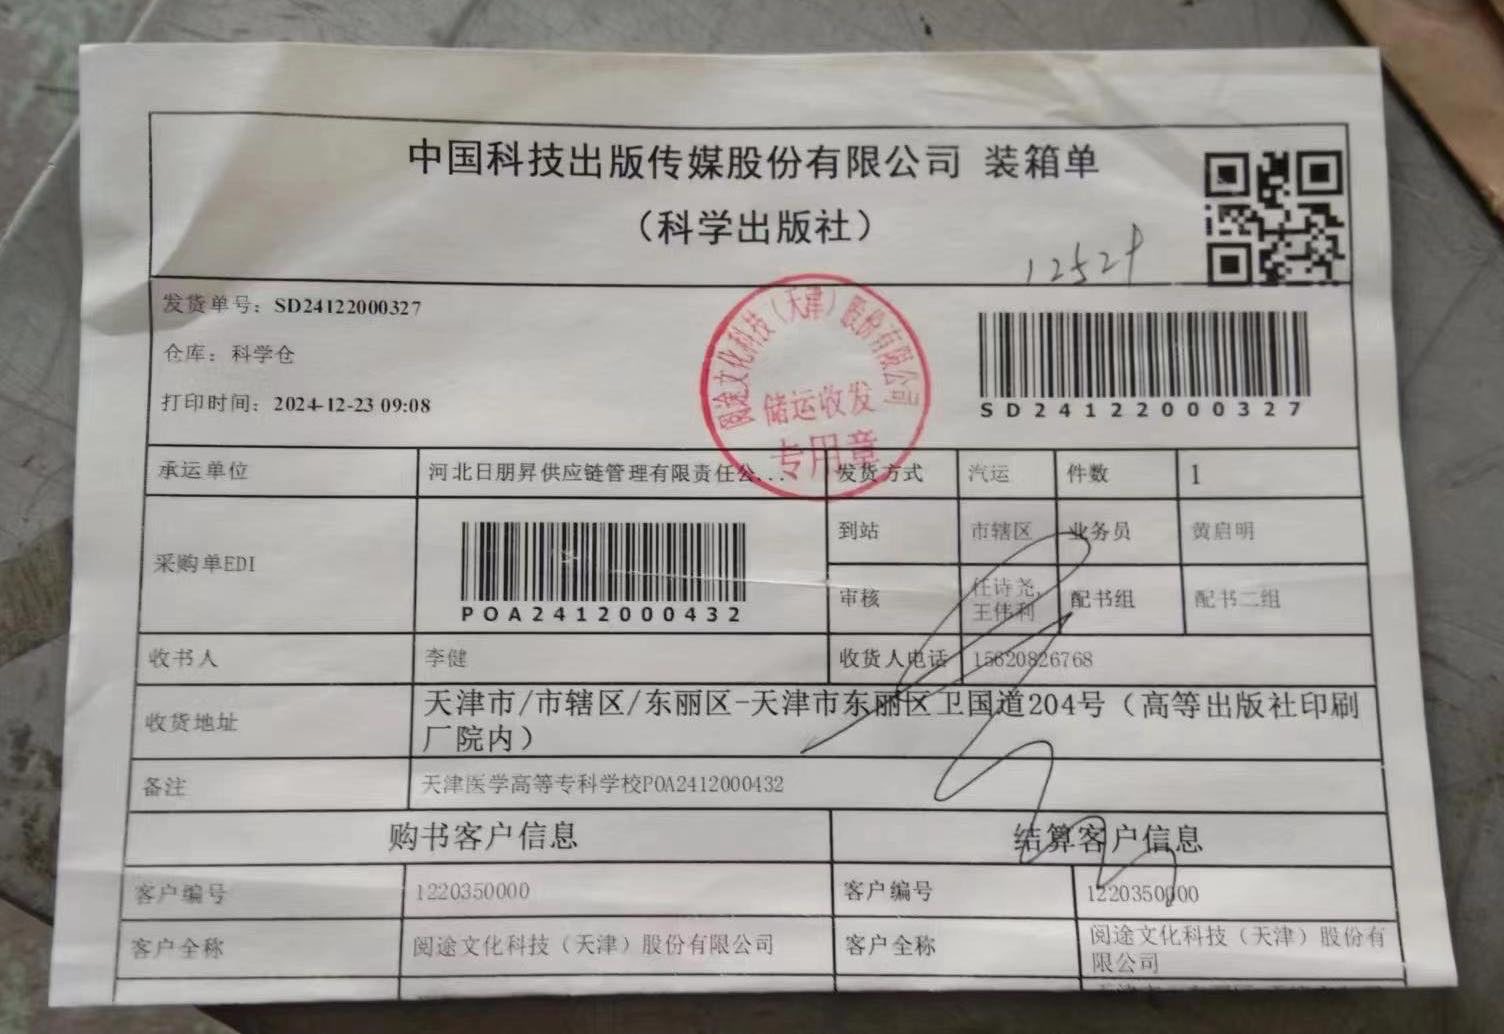 中国科技出版传媒股份有限公司 装箱单
（科学出版社）
发货单号：SD24122000327
仓库：科学仓
打印时间：2024-12-23 09:08
阅途文化科技（天津）股份有限公司
储运收发
专用章
SD24122000327
承运单位 河北日朋昇供应链管理有限责任公... 发货方式 汽运 件数 1
采购单EDI
POA2412000432
到站 市辖区 业务员 黄启明
审核 任诗尧, 配书组 配书二组
王伟利
收书人 李健 收货人电话 15620826768
收货地址 天津市/市辖区/东丽区-天津市东丽区卫国道204号（高等出版社印刷
厂院内）
备注 天津医学高等专科学校POA2412000432
购书客户信息 结算客户信息
客户编号 1220350000 客户编号 1220350000
客户全称 阅途文化科技（天津）股份有限公司 客户全称 阅途文化科技（天津）股份有
限公司